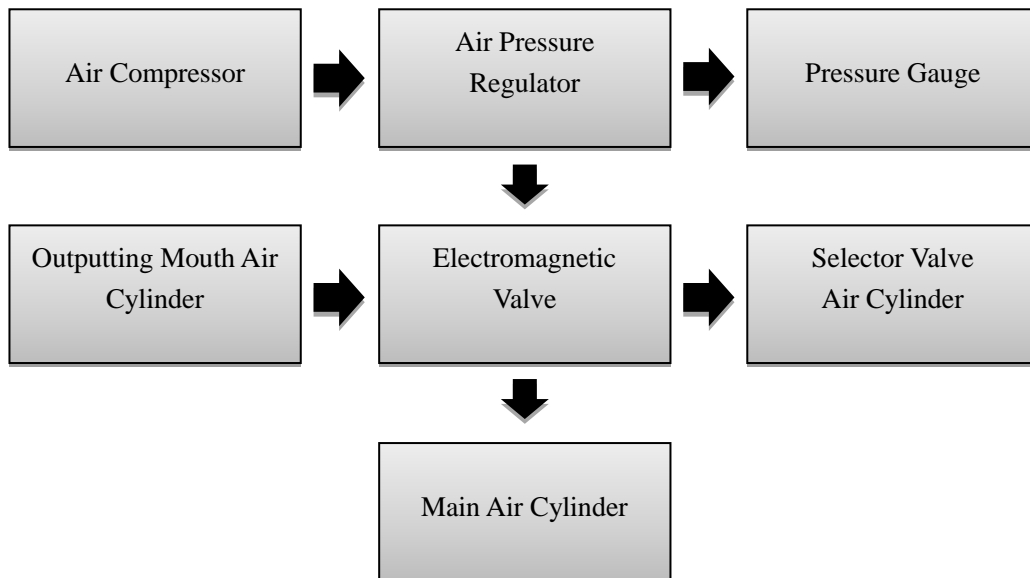 Air Compressor
Air Pressure
Regulator
Pressure Gauge
Outputting Mouth Air
Cylinder
Electromagnetic
Valve
Selector Valve
Air Cylinder
Main Air Cylinder